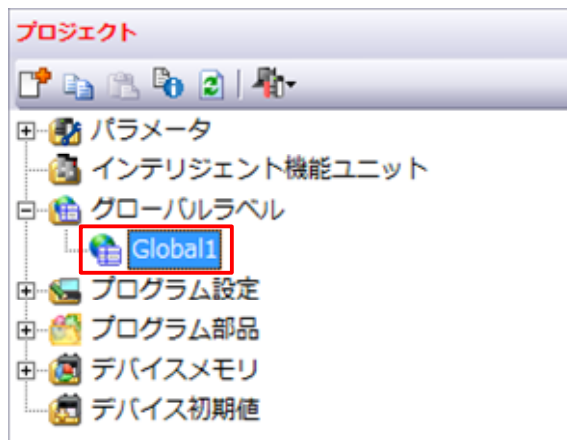 プロジェクト
パラメータ
インテリジェント機能ユニット
グローバルラベル
Global1
プログラム設定
プログラム部品
デバイスメモリ
デバイス初期値